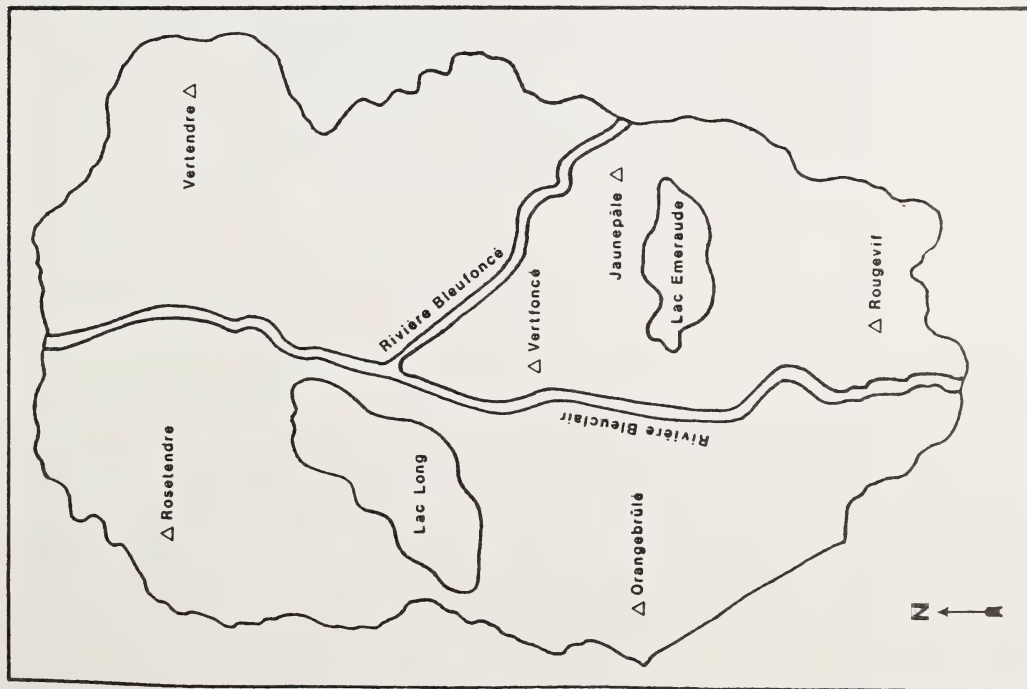 Rosetendre
Vertendre
Lac Long
Rivière Bleufoncé
Vertfoncé
Jaunepâle
Orangebrûlé
Rivière Bleuclair
Lac Emeraude
Rougevif
N